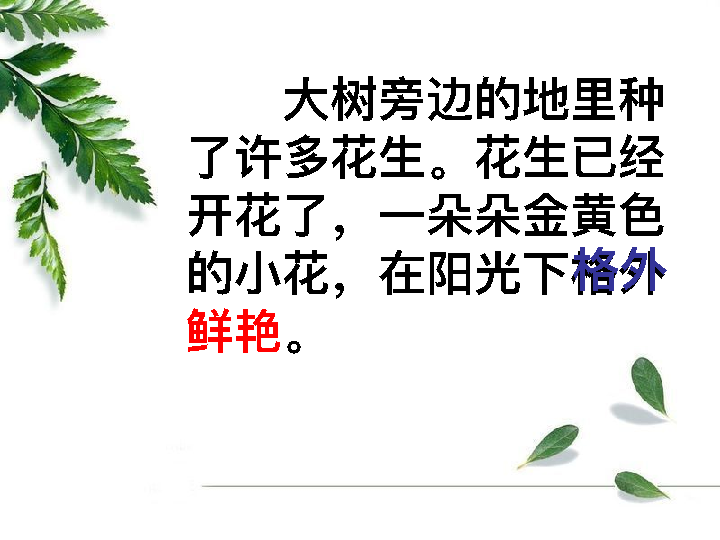 大树旁边的地里种
了许多花生。花生已经
开花了，一朵朵金黄色
的小花，在阳光下格外
鲜艳。